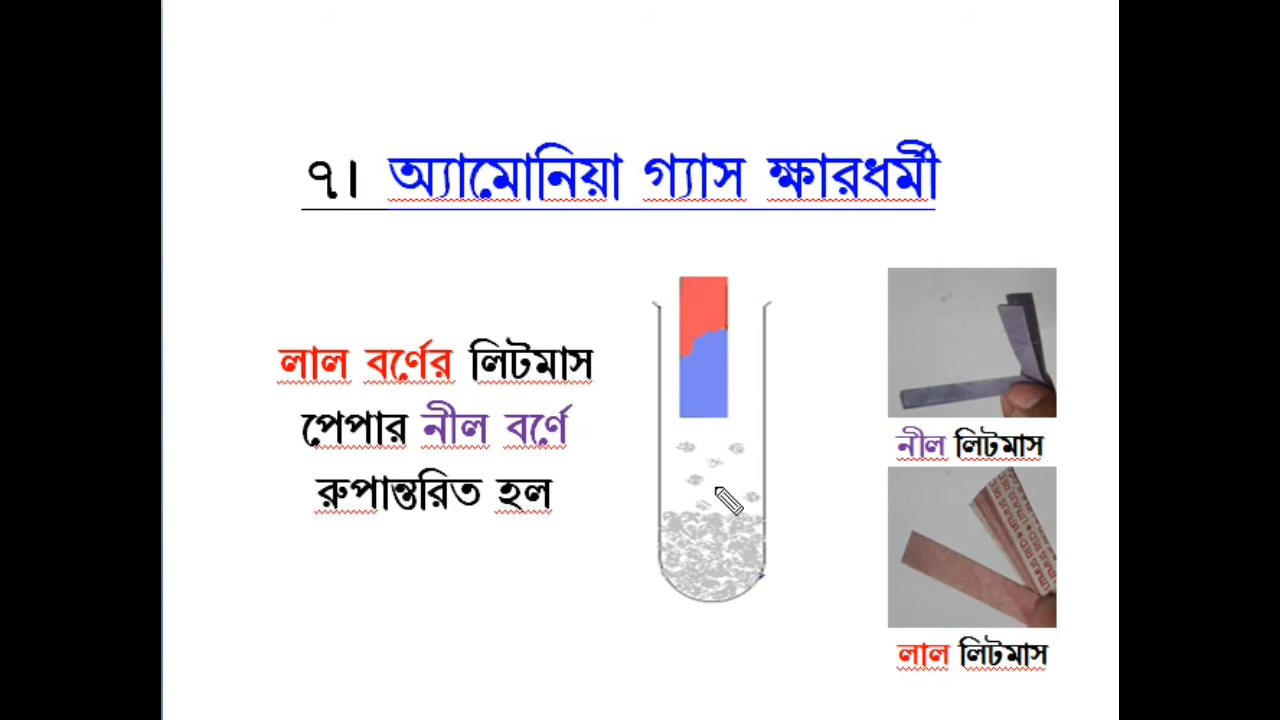 ৭। অ্যামোনিয়া গ্যাস ক্ষারধর্মী
লাল বর্ণের লিটমাস
পেপার নীল বর্ণে
রুপান্তরিত হল
নীল লিটমাস
লাল লিটমাস